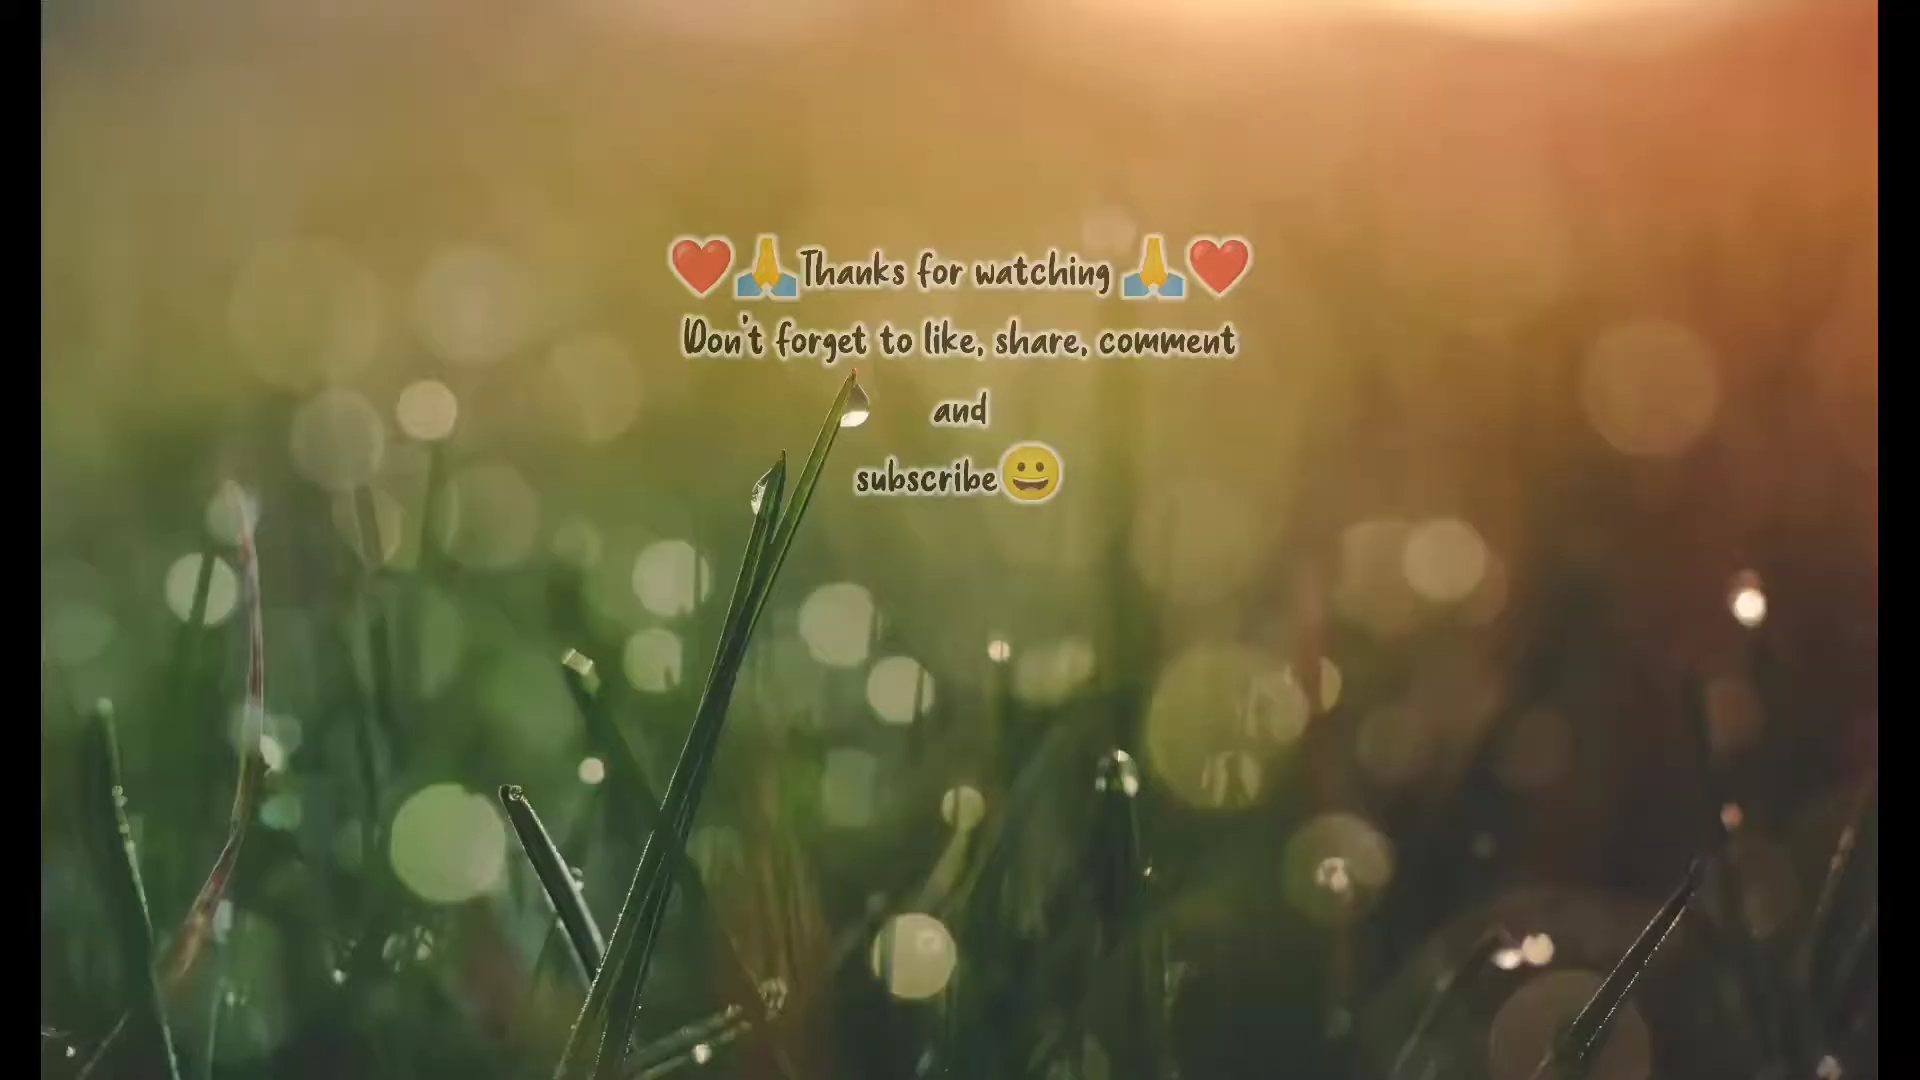 ❤️🙏Thanks for watching 🙏❤️
Don't forget to like, share, comment
and
subscribe😀